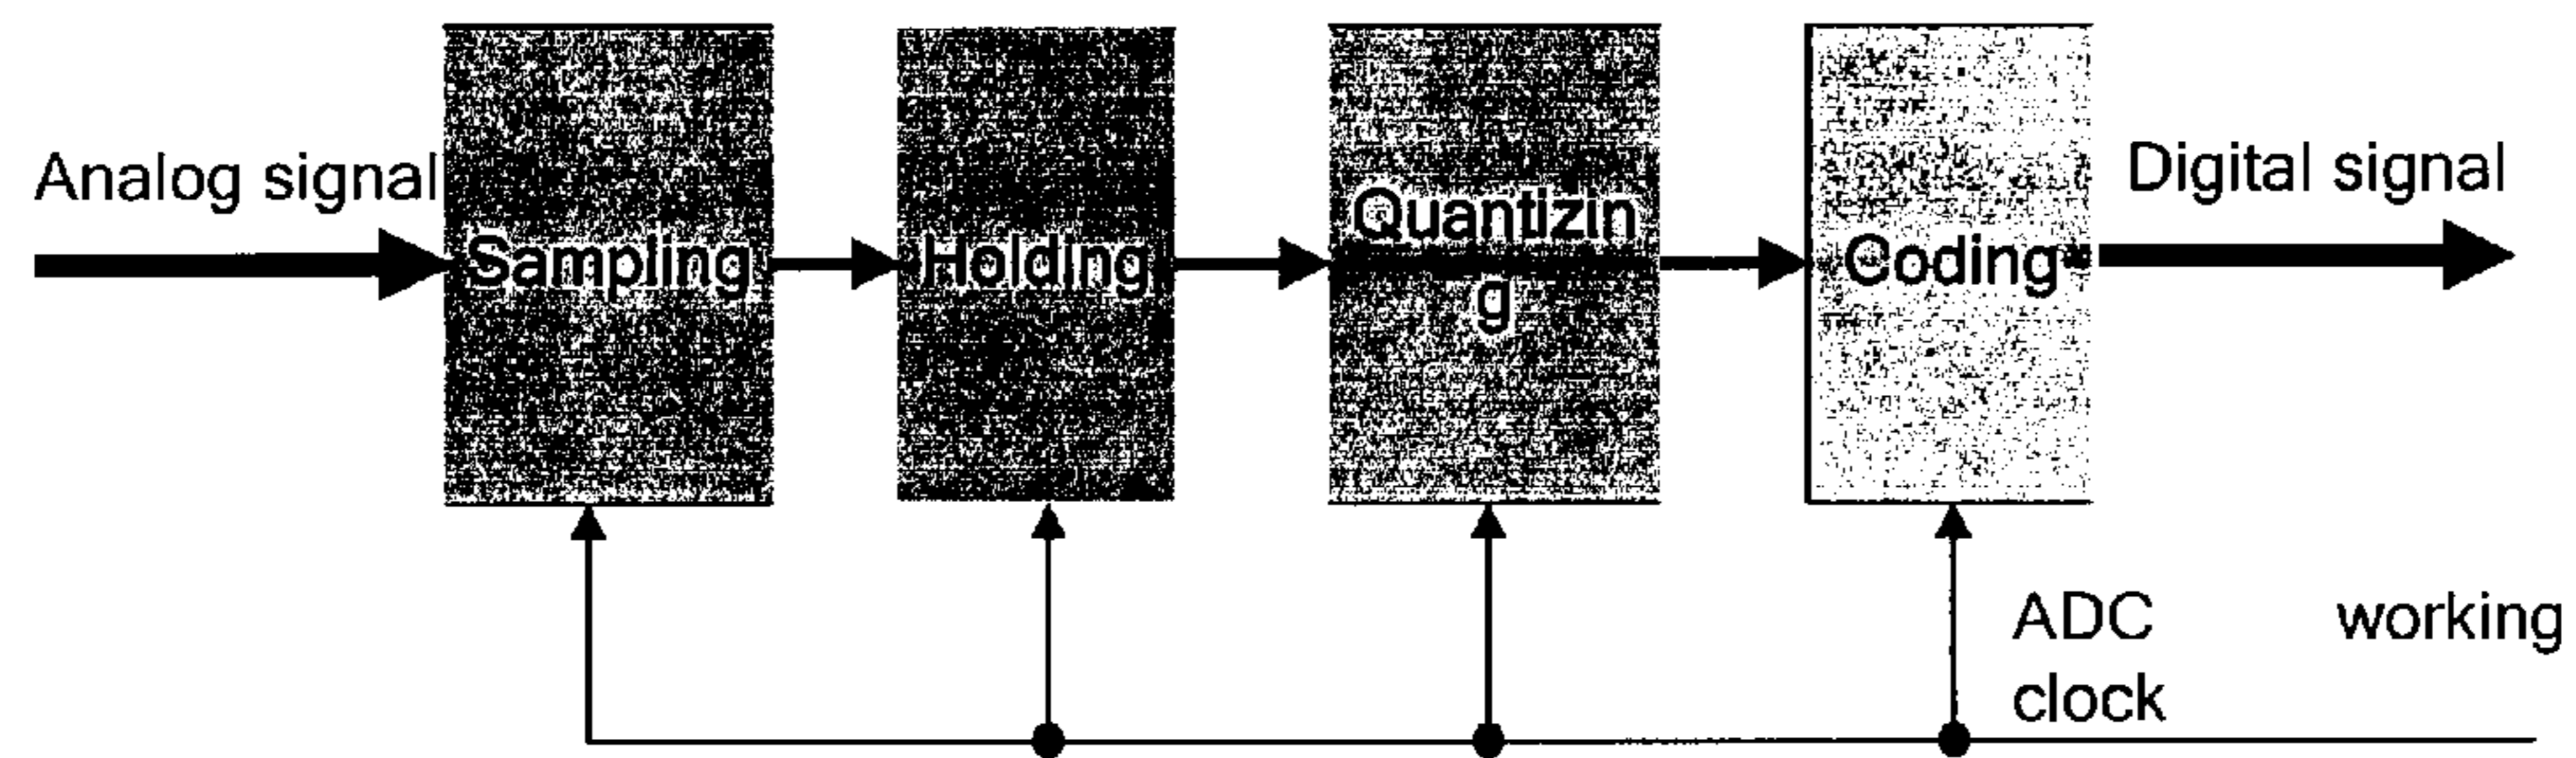 Analog signal
Sampling
Holding
Quantizin
g
Coding
Digital signal
ADC working
clock